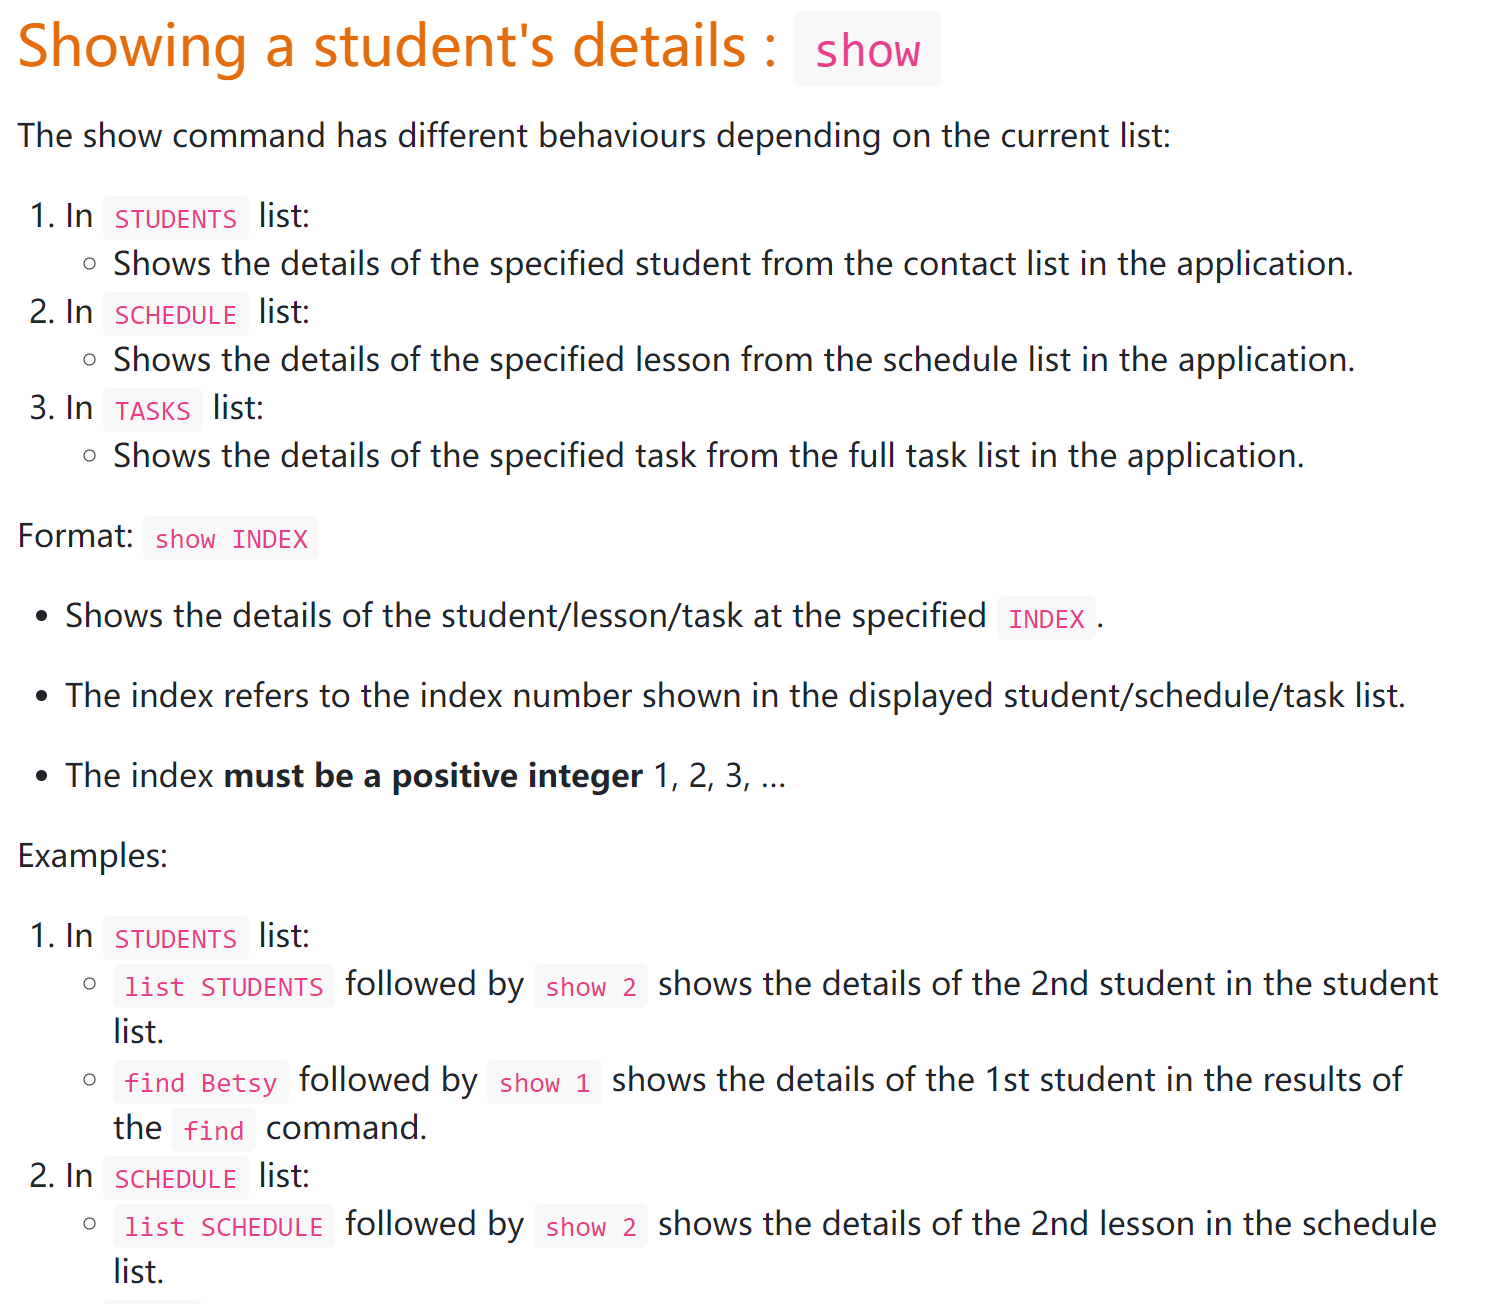 Showing a student's details : show
The show command has different behaviours depending on the current list:
1. In STUDENTS list:
○ Shows the details of the specified student from the contact list in the application.
2. In SCHEDULE list:
○ Shows the details of the specified lesson from the schedule list in the application.
3. In TASKS list:
○ Shows the details of the specified task from the full task list in the application.
Format: show INDEX
• Shows the details of the student/lesson/task at the specified INDEX.
• The index refers to the index number shown in the displayed student/schedule/task list.
• The index must be a positive integer 1, 2, 3, …
Examples:
1. In STUDENTS list:
○ list STUDENTS followed by show 2 shows the details of the 2nd student in the student
list.
○ find Betsy followed by show 1 shows the details of the 1st student in the results of
the find command.
2. In SCHEDULE list:
○ list SCHEDULE followed by show 2 shows the details of the 2nd lesson in the schedule
list.